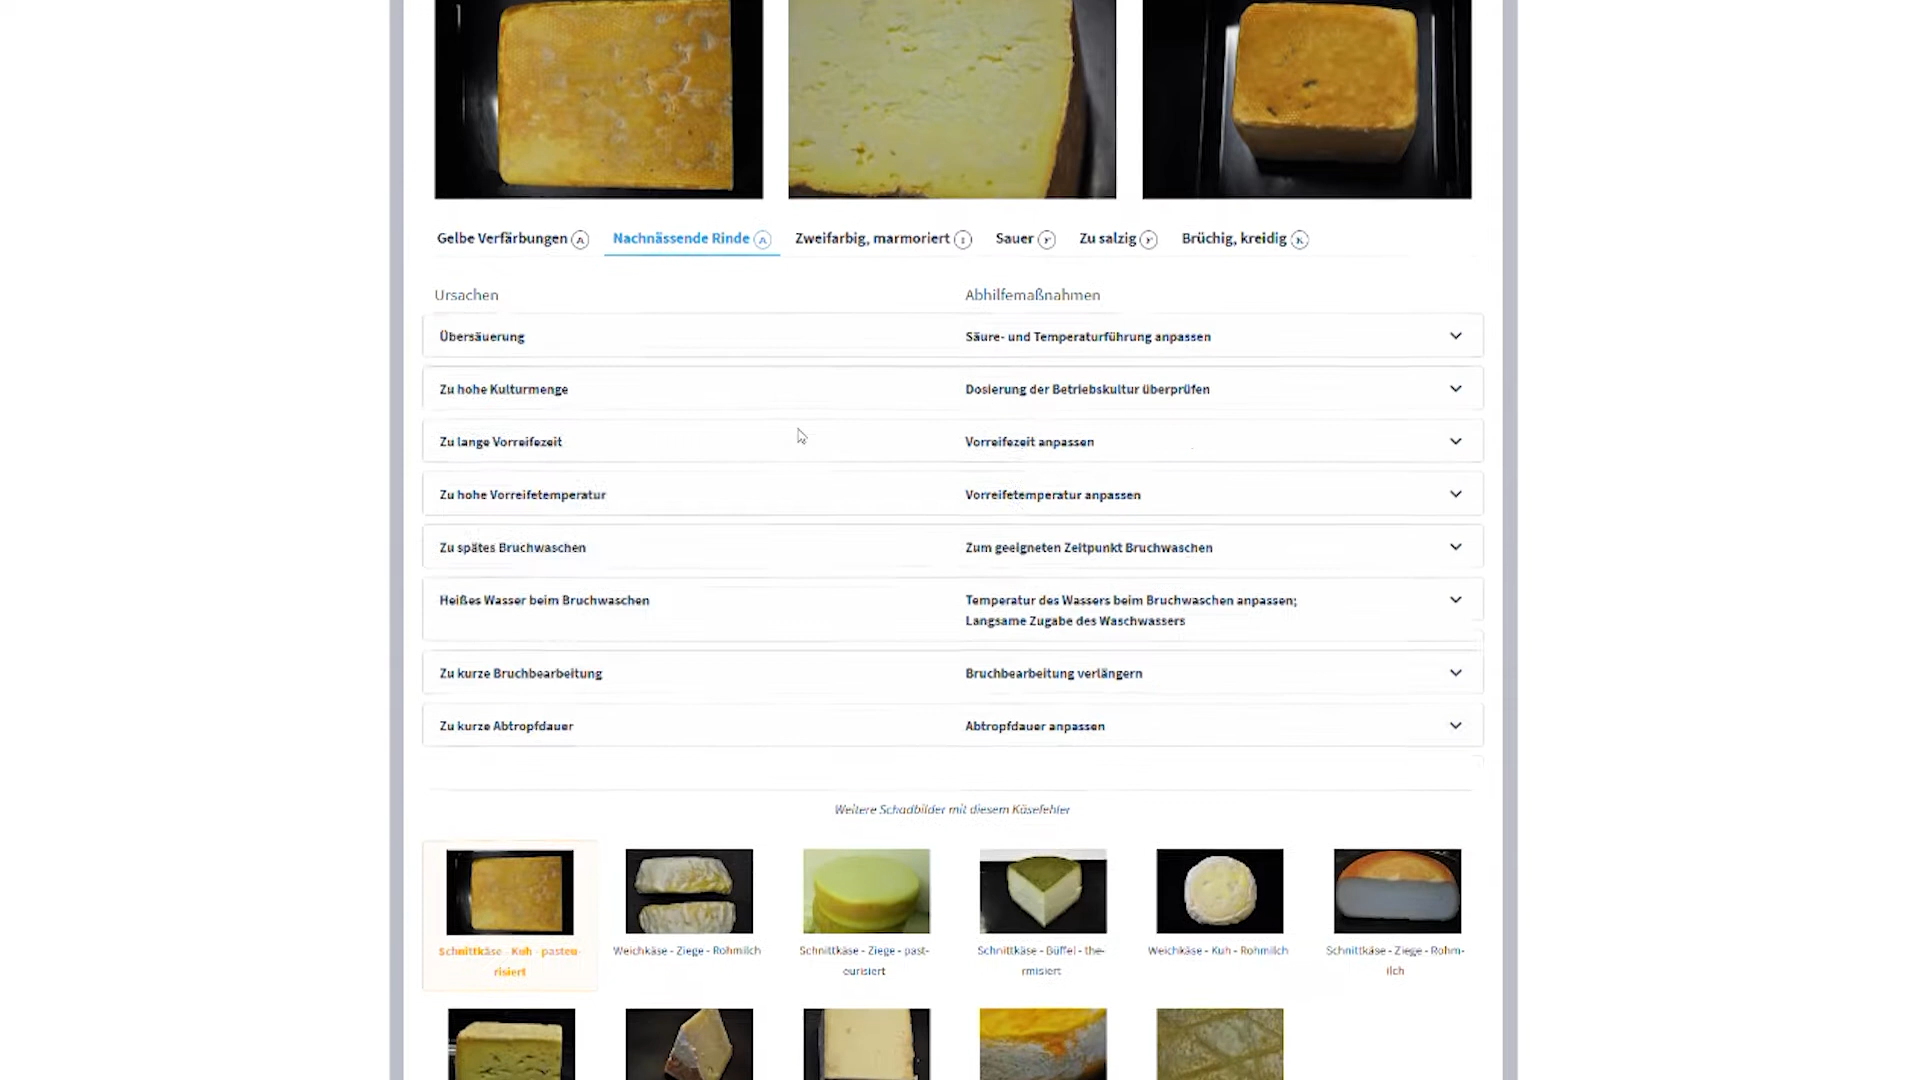 Gelbe Verfärbungen A Nachnässende Rinde A Zweifarbig, marmoriert I Sauer F Zu salzig F Brüchig, kreidig K
Ursachen Abhilfemaßnahmen
Übersäuerung Säure- und Temperaturführung anpassen
Zu hohe Kulturmenge Dosierung der Betriebskultur überprüfen
Zu lange Vorreifezeit Vorreifezeit anpassen
Zu hohe Vorreifetemperatur Vorreifetemperatur anpassen
Zu spätes Bruchwaschen Zum geeigneten Zeitpunkt Bruchwaschen
Heißes Wasser beim Bruchwaschen Temperatur des Wassers beim Bruchwaschen anpassen;
Langsame Zugabe des Waschwassers
Zu kurze Bruchbearbeitung Bruchbearbeitung verlängern
Zu kurze Abtropfdauer Abtropfdauer anpassen
Weitere Schadbilder mit diesem Käsefehler
Schnittkäse - Kuh - pasteu-
risiert
Weichkäse - Ziege - Rohmilch
Schnittkäse - Ziege - past-
eurisiert
Schnittkäse - Büffel - the-
rmisiert
Weichkäse - Kuh - Rohmilch
Schnittkäse - Ziege - Rohm-
ilch